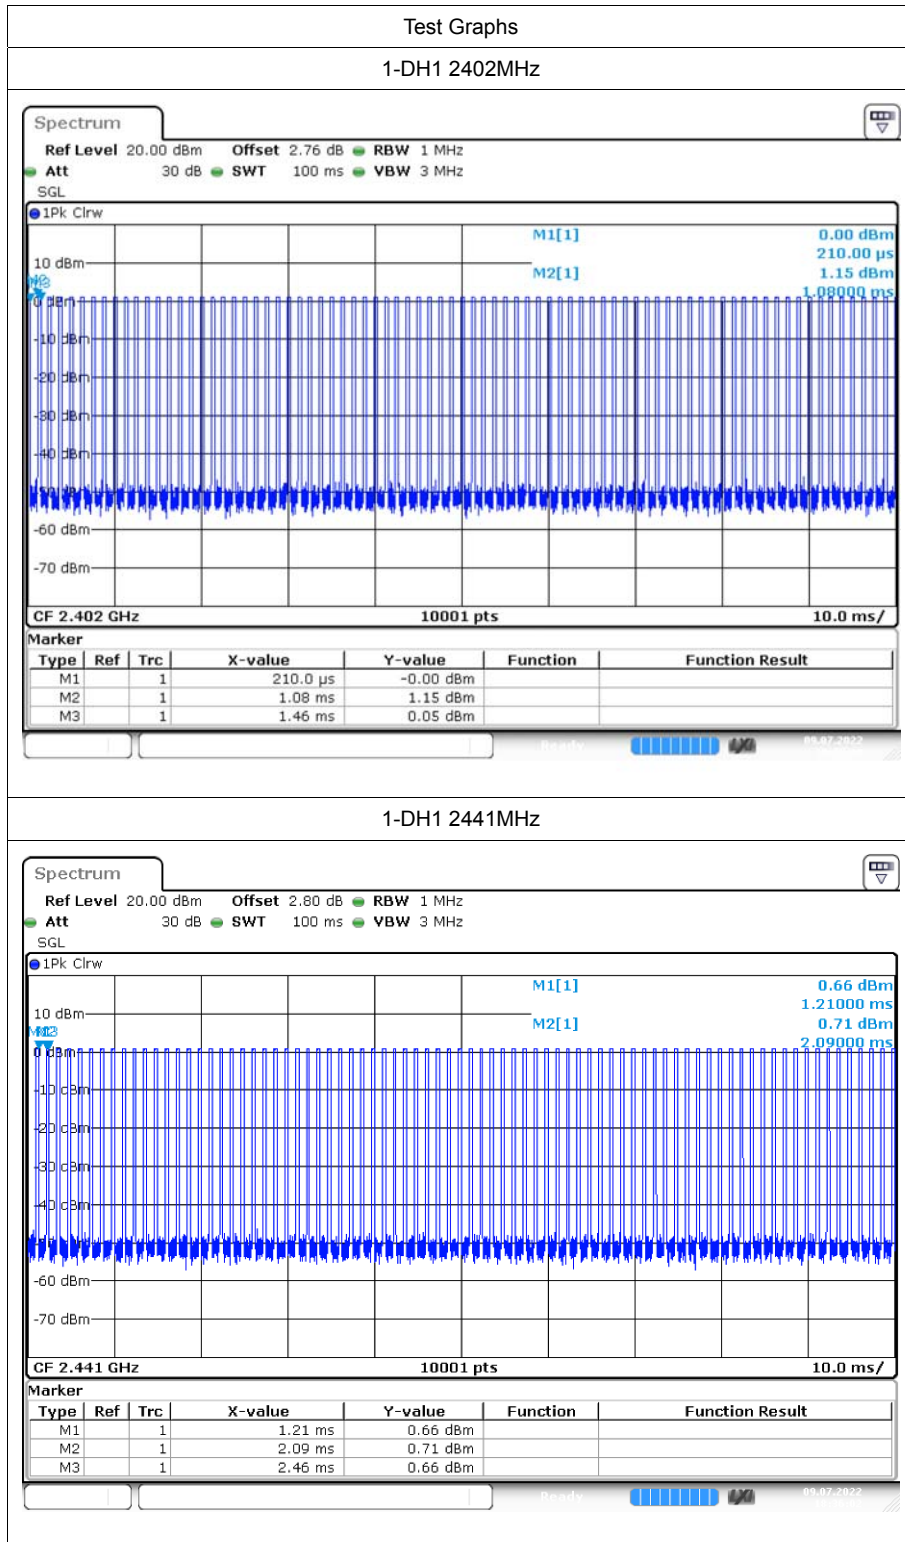 Test Graphs
1-DH1 2402MHz
Spectrum
Ref Level 20.00 dBm Offset 2.76 dB RBW 1 MHz
Att 30 dB SWT 100 ms VBW 3 MHz
SGL
1Pk Clrw
M1[1] 0.00 dBm
210.00 µs
10 dBm
M2[1] 1.15 dBm
1.08000 ms
0 dBm
-10 dBm
-20 dBm
-30 dBm
-40 dBm
-60 dBm
-70 dBm
CF 2.402 GHz 10001 pts 10.0 ms/
Marker
Type Ref Trc X-value Y-value Function Function Result
M1 1 210.0 µs -0.00 dBm
M2 1 1.08 ms 1.15 dBm
M3 1 1.46 ms 0.05 dBm
Ready 09.07.2022
1-DH1 2441MHz
Spectrum
Ref Level 20.00 dBm Offset 2.80 dB RBW 1 MHz
Att 30 dB SWT 100 ms VBW 3 MHz
SGL
1Pk Clrw
M1[1] 0.66 dBm
1.21000 ms
10 dBm
M2[1] 0.71 dBm
2.09000 ms
0 dBm
-10 dBm
-20 dBm
-30 dBm
-40 dBm
-60 dBm
-70 dBm
CF 2.441 GHz 10001 pts 10.0 ms/
Marker
Type Ref Trc X-value Y-value Function Function Result
M1 1 1.21 ms 0.66 dBm
M2 1 2.09 ms 0.71 dBm
M3 1 2.46 ms 0.66 dBm
Ready 09.07.2022